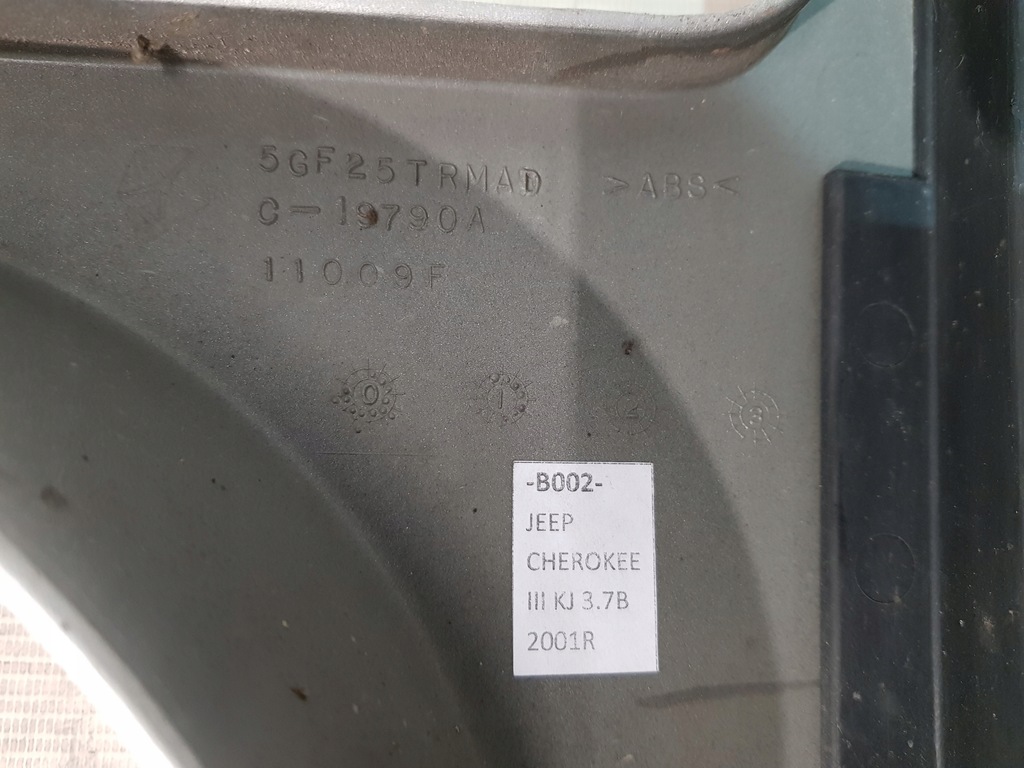 5GF25TRMAD >ABS<
C-19790A
11009F
0 1 2 3
-B002-
JEEP
CHEROKEE
III KJ 3.7B
2001R